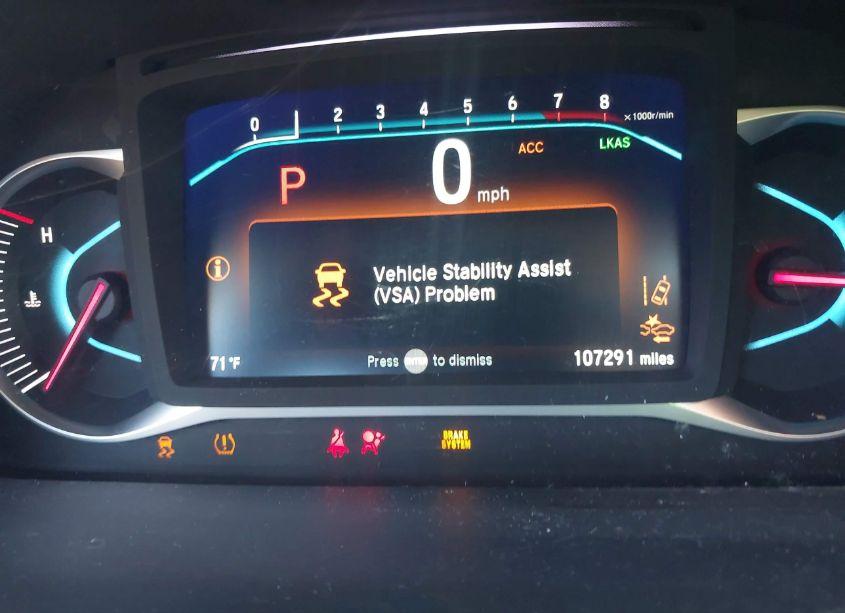 0 2 3 4 5 6 7 8 ×1000r/min
ACC LKAS
P 0 mph
H
Vehicle Stability Assist
(VSA) Problem
71°F Press ENTER to dismiss 107291 miles
BRAKE
SYSTEM